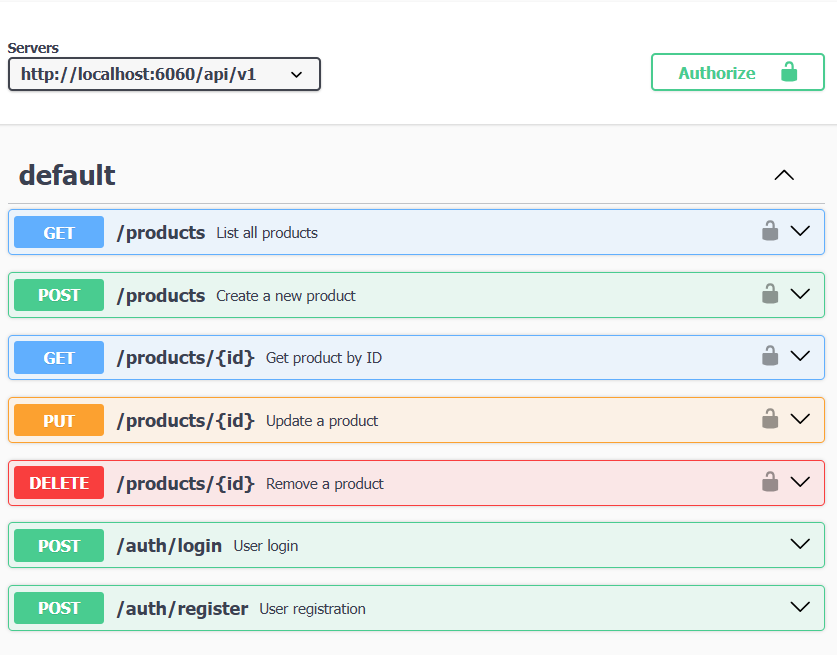 Servers
http://localhost:6060/api/v1
Authorize
default
GET /products List all products
POST /products Create a new product
GET /products/{id} Get product by ID
PUT /products/{id} Update a product
DELETE /products/{id} Remove a product
POST /auth/login User login
POST /auth/register User registration